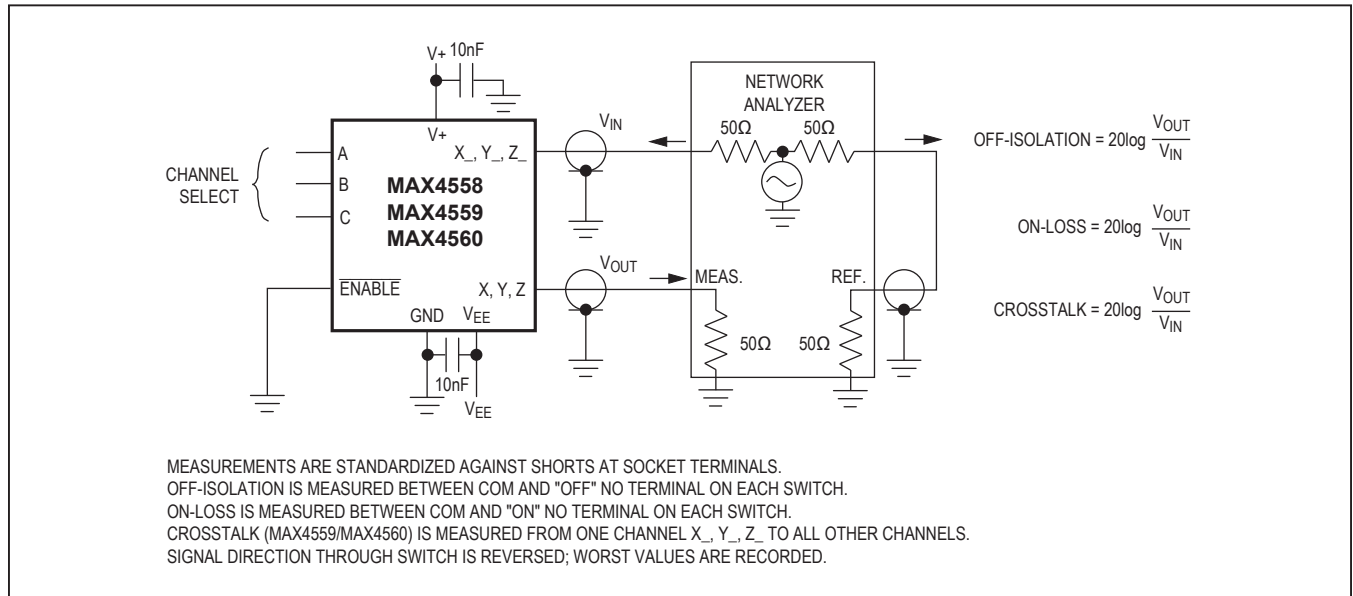 V+ 10nF
V+
CHANNEL
SELECT
A
B
C
X_, Y_, Z_
MAX4558
MAX4559
MAX4560
ENABLE
X, Y, Z
GND VEE
10nF
VEE
VIN
VOUT
NETWORK
ANALYZER
50Ω 50Ω
MEAS. REF.
50Ω 50Ω
OFF-ISOLATION = 20log VOUT
VIN
ON-LOSS = 20log VOUT
VIN
CROSSTALK = 20log VOUT
VIN
MEASUREMENTS ARE STANDARDIZED AGAINST SHORTS AT SOCKET TERMINALS.
OFF-ISOLATION IS MEASURED BETWEEN COM AND "OFF" NO TERMINAL ON EACH SWITCH.
ON-LOSS IS MEASURED BETWEEN COM AND "ON" NO TERMINAL ON EACH SWITCH.
CROSSTALK (MAX4559/MAX4560) IS MEASURED FROM ONE CHANNEL X_, Y_, Z_ TO ALL OTHER CHANNELS.
SIGNAL DIRECTION THROUGH SWITCH IS REVERSED; WORST VALUES ARE RECORDED.